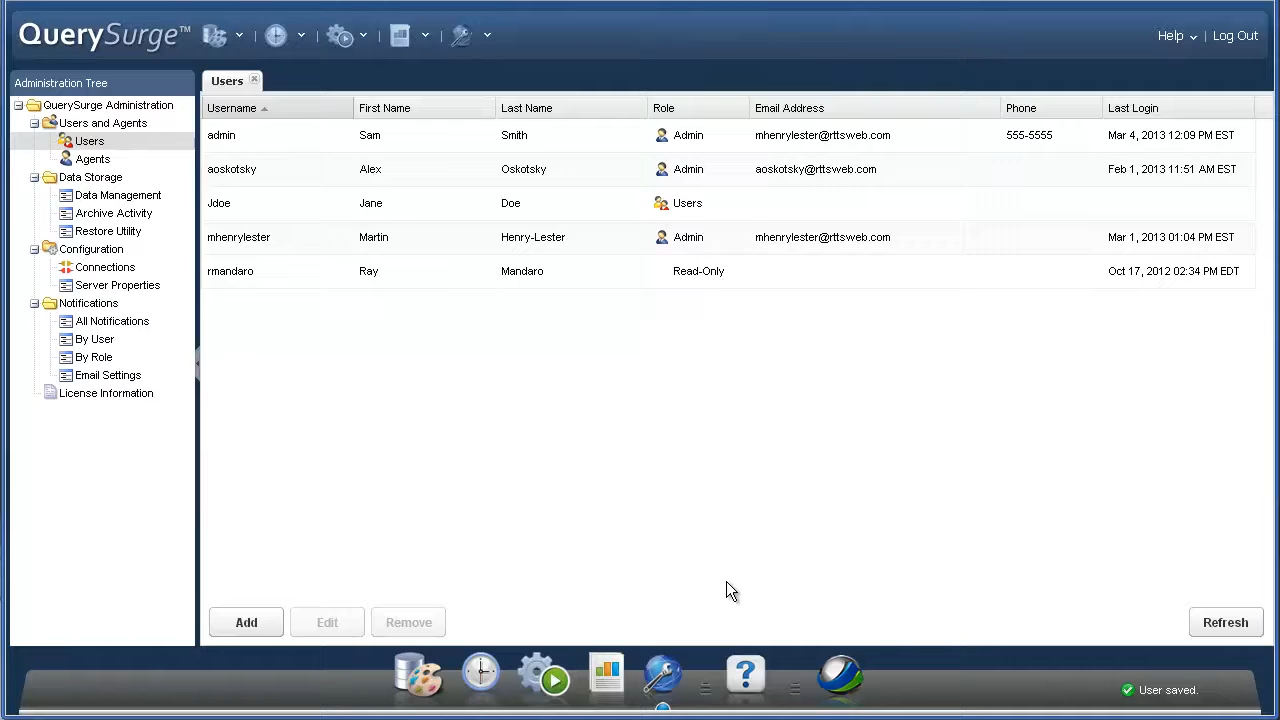 QuerySurge™
Help | Log Out
Administration Tree
Users
QuerySurge Administration
Users and Agents
Users
Agents
Data Storage
Data Management
Archive Activity
Restore Utility
Configuration
Connections
Server Properties
Notifications
All Notifications
By User
By Role
Email Settings
License Information
Username First Name Last Name Role Email Address Phone Last Login
admin Sam Smith Admin mhenrylester@rttsweb.com 555-5555 Mar 4, 2013 12:09 PM EST
aoskotsky Alex Oskotsky Admin aoskotsky@rttsweb.com Feb 1, 2013 11:51 AM EST
Jdoe Jane Doe Users
mhenrylester Martin Henry-Lester Admin mhenrylester@rttsweb.com Mar 1, 2013 01:04 PM EST
rmandaro Ray Mandaro Read-Only Oct 17, 2012 02:34 PM EDT
Add Edit Remove Refresh
?
User saved.